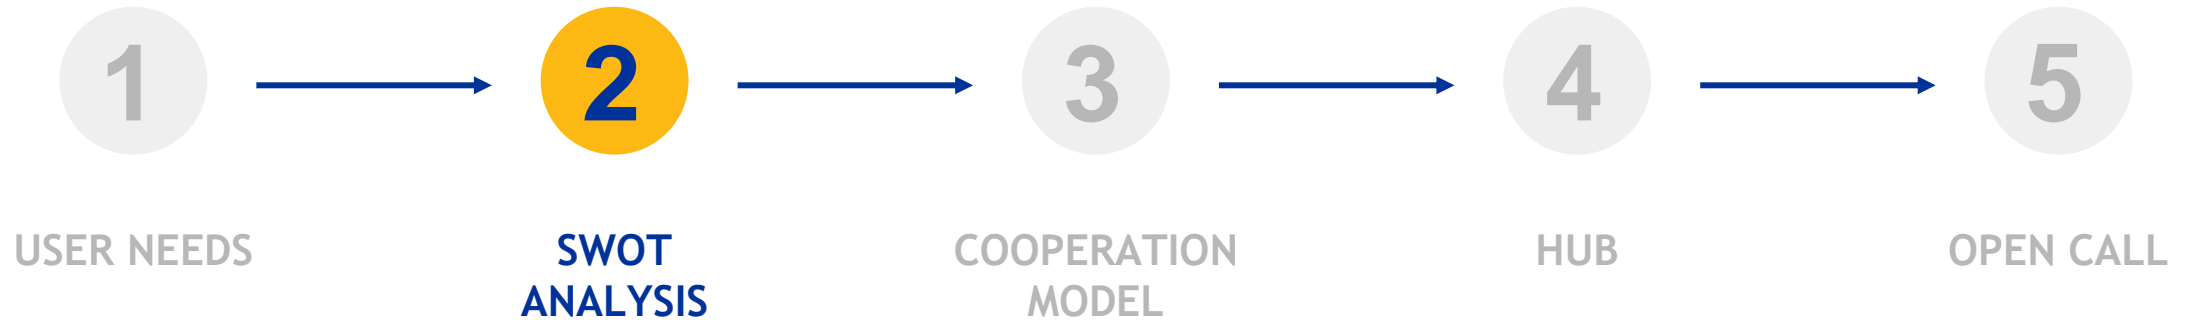 1
2
3
4
5
USER NEEDS
SWOT
ANALYSIS
COOPERATION
MODEL
HUB
OPEN CALL